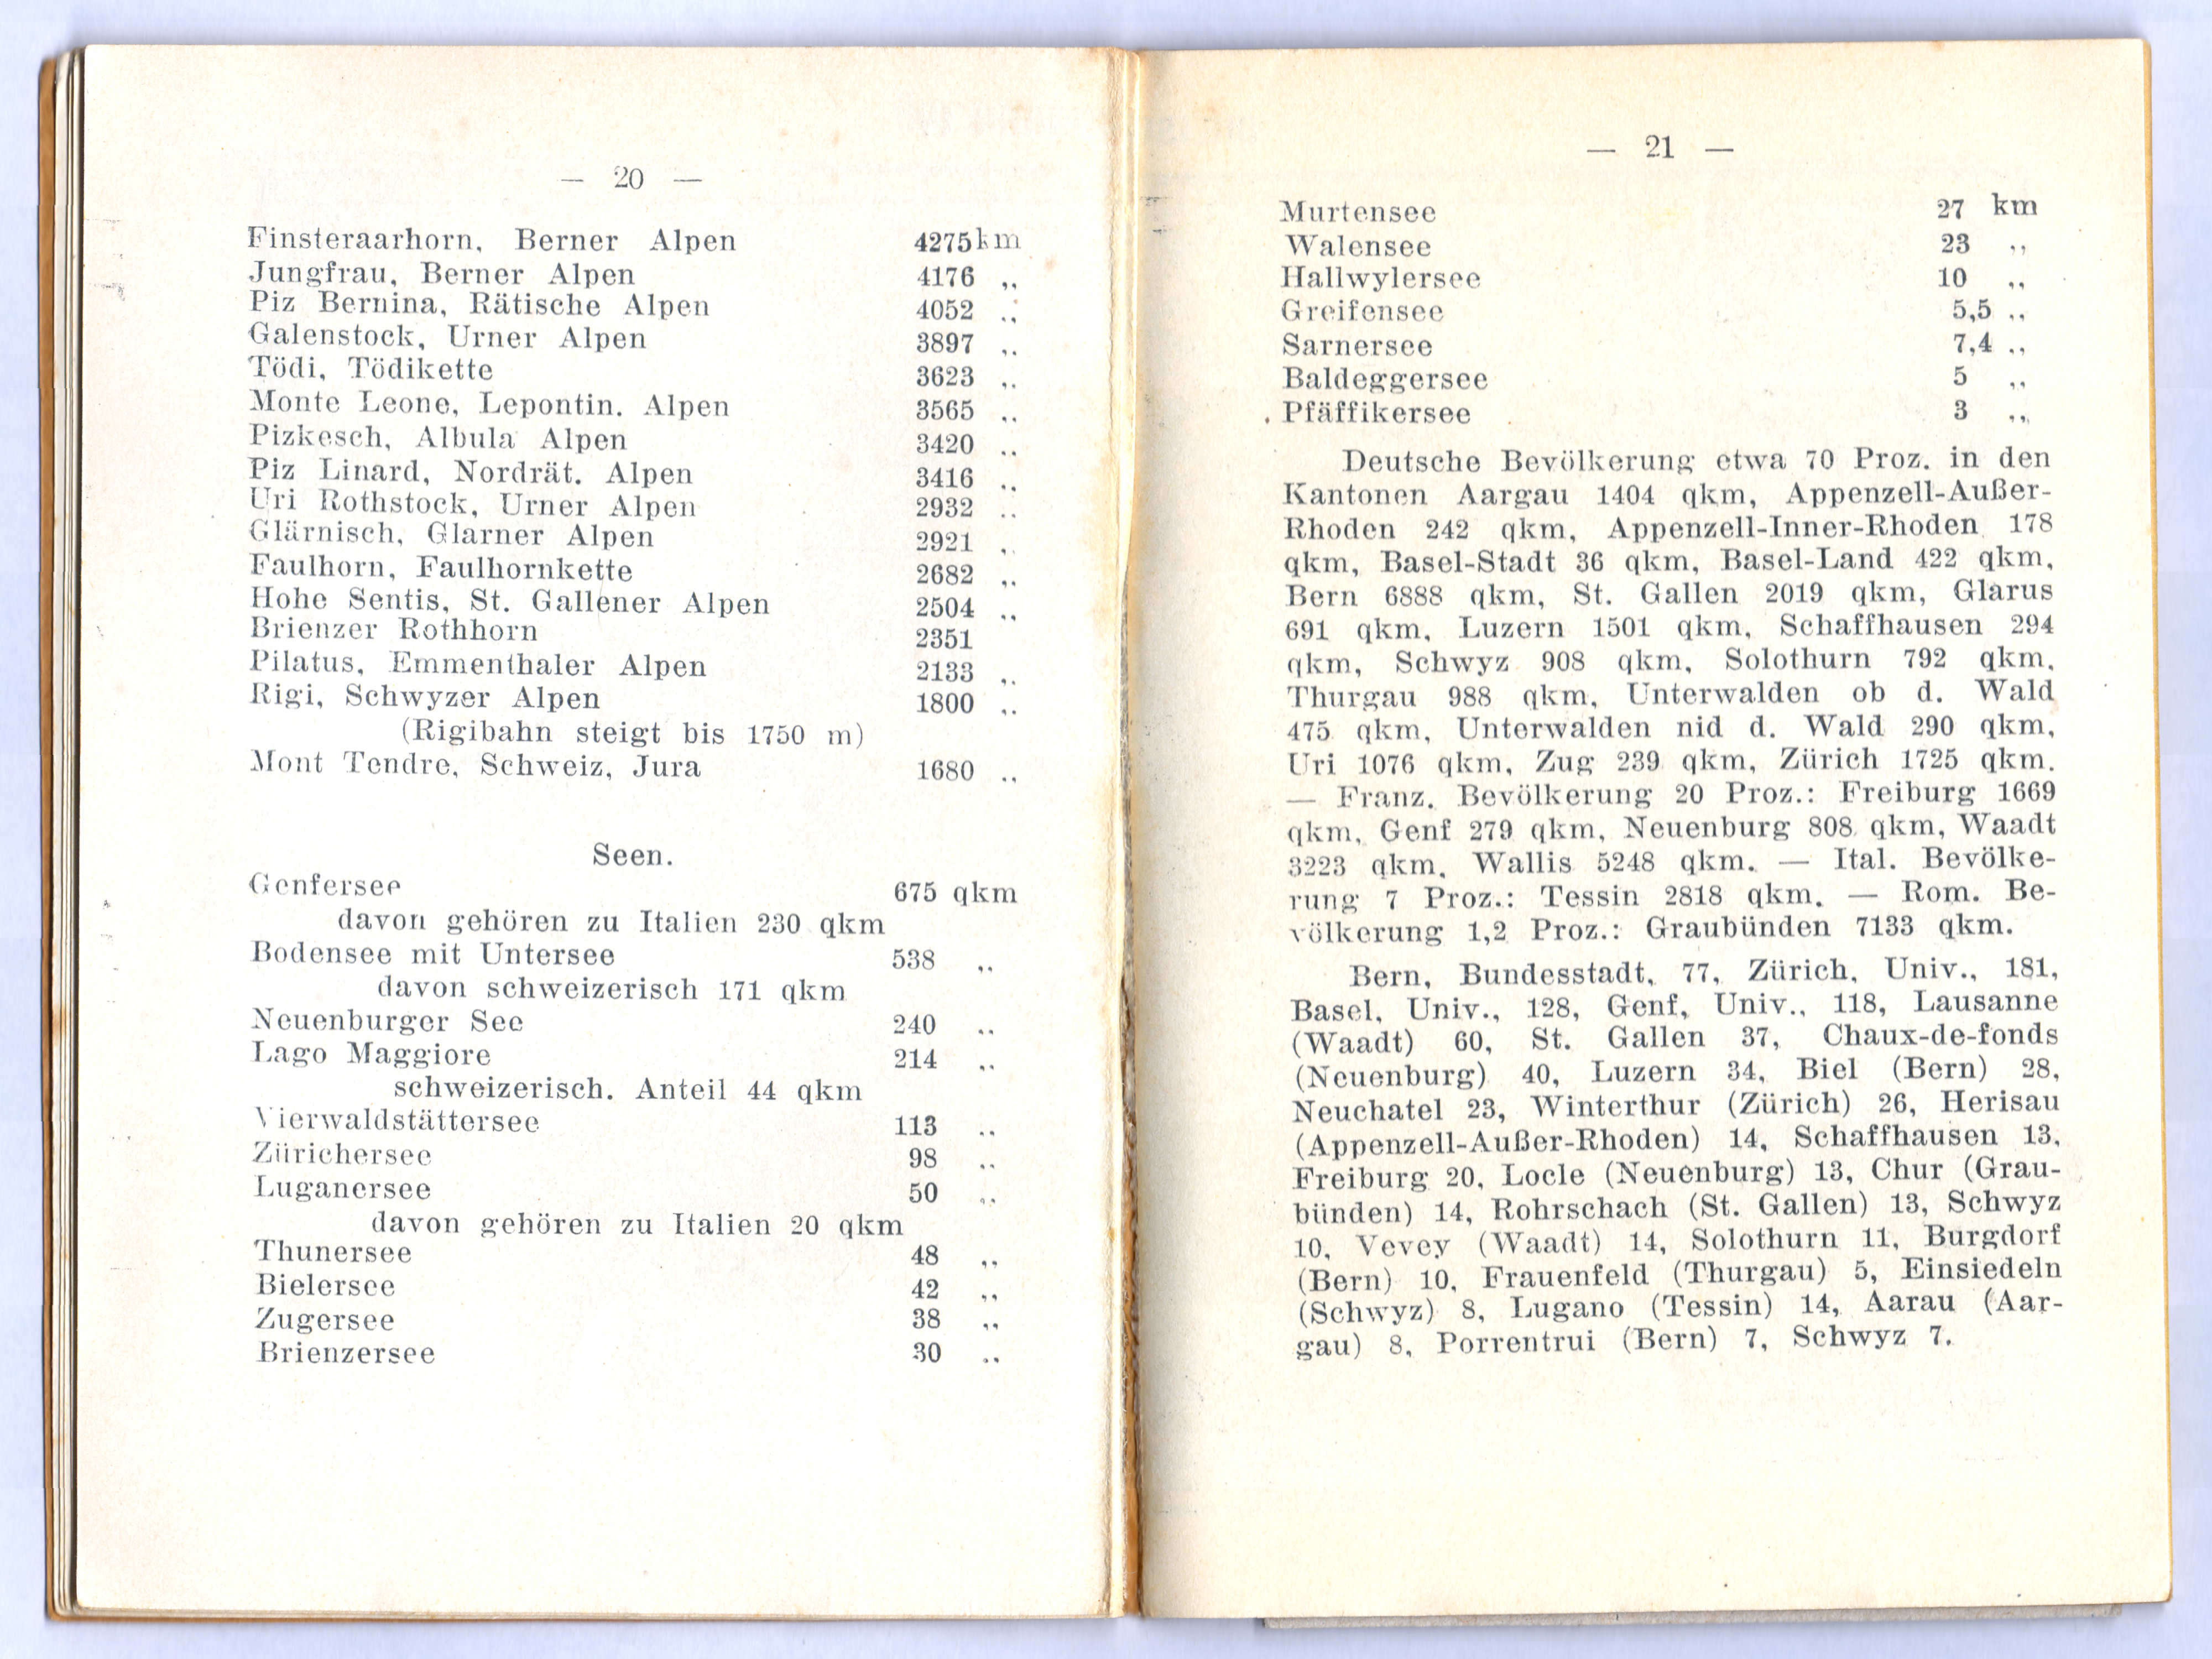 — 20 —
Finsteraarhorn, Berner Alpen 4275 km
Jungfrau, Berner Alpen 4176 ,,
Piz Bernina, Rätische Alpen 4052 ,,
Galenstock, Urner Alpen 3897 ,,
Tödi, Tödikette 3623 ,,
Monte Leone, Lepontin. Alpen 3565 ,,
Pizkesch, Albula Alpen 3420 ,,
Piz Linard, Nordrät. Alpen 3416 ,,
Uri Rothstock, Urner Alpen 2932 ,,
Glärnisch, Glarner Alpen 2921 ,,
Faulhorn, Faulhornkette 2682 ,,
Hohe Sentis, St. Gallener Alpen 2504 ,,
Brienzer Rothhorn 2351
Pilatus, Emmenthaler Alpen 2133 ,,
Rigi, Schwyzer Alpen 1800 ,,
(Rigibahn steigt bis 1750 m)
Mont Tendre, Schweiz, Jura 1680 ,,
Seen.
Genfersee 675 qkm
davon gehören zu Italien 230 qkm
Bodensee mit Untersee 538 ,,
davon schweizerisch 171 qkm
Neuenburger See 240 ,,
Lago Maggiore 214 ,,
schweizerisch. Anteil 44 qkm
Vierwaldstättersee 113 ,,
Züricherseee 98 ,,
Luganersee 50 ,,
davon gehören zu Italien 20 qkm
Thunersee 48 ,,
Bielersee 42 ,,
Zugersee 38 ,,
Brienzersee 30 ,,
— 21 —
Murtensee 27 km
Walensee 23 ,,
Hallwylersee 10 ,,
Greifensee 5,5 ,,
Sarnersee 7,4 ,,
Baldeggersee 5 ,,
Pfäffikersee 3 ,,
Deutsche Bevölkerung etwa 70 Proz. in den
Kantonen Aargau 1404 qkm, Appenzell-Außer-
Rhoden 242 qkm, Appenzell-Inner-Rhoden 178
qkm, Basel-Stadt 36 qkm, Basel-Land 422 qkm,
Bern 6888 qkm, St. Gallen 2019 qkm, Glarus
691 qkm, Luzern 1501 qkm, Schaffhausen 294
qkm, Schwyz 908 qkm, Solothurn 792 qkm,
Thurgau 988 qkm, Unterwalden ob d. Wald
475 qkm, Unterwalden nid d. Wald 290 qkm,
Uri 1076 qkm, Zug 239 qkm, Zürich 1725 qkm.
— Franz. Bevölkerung 20 Proz.: Freiburg 1669
qkm, Genf 279 qkm, Neuenburg 808 qkm, Waadt
3223 qkm, Wallis 5248 qkm. — Ital. Bevölke-
rung 7 Proz.: Tessin 2818 qkm. — Rom. Be-
völkerung 1,2 Proz.: Graubünden 7133 qkm.
Bern, Bundesstadt, 77, Zürich, Univ., 181,
Basel, Univ., 128, Genf, Univ., 118, Lausanne
(Waadt) 60, St. Gallen 37, Chaux-de-fonds
(Neuenburg) 40, Luzern 34, Biel (Bern) 28,
Neuchatel 23, Winterthur (Zürich) 26, Herisau
(Appenzell-Außer-Rhoden) 14, Schaffhausen 13,
Freiburg 20, Locle (Neuenburg) 13, Chur (Grau-
bünden) 14, Rohrschach (St. Gallen) 13, Schwyz
10, Vevey (Waadt) 14, Solothurn 11, Burgdorf
(Bern) 10, Frauenfeld (Thurgau) 5, Einsiedeln
(Schwyz) 8, Lugano (Tessin) 14, Aarau (Aar-
gau) 8, Porrentrui (Bern) 7, Schwyz 7.